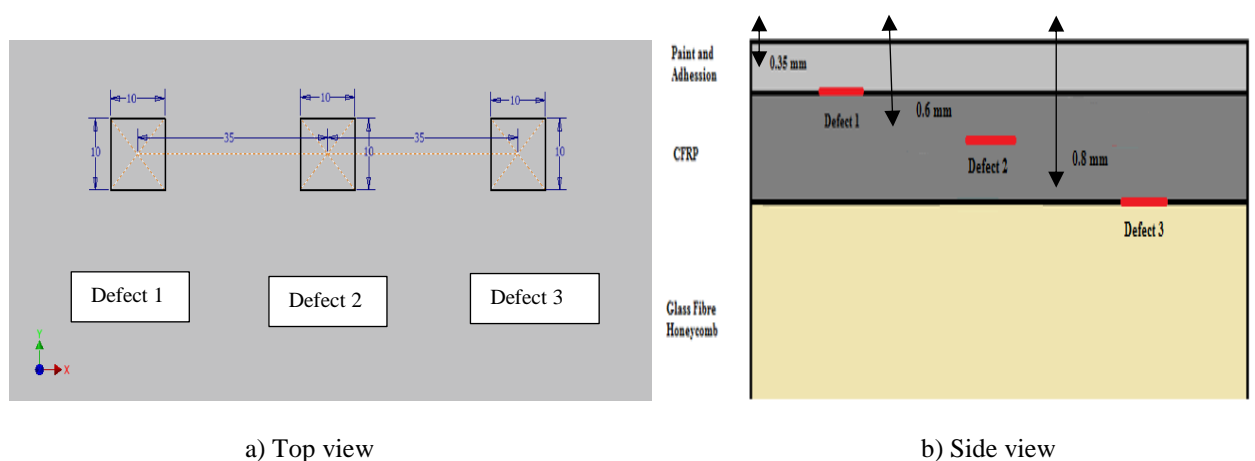 10
10
10
35
35
10
10
10
Defect 1
Defect 2
Defect 3
Y
X
a) Top view
Paint and
Adhession
0.35 mm
Defect 1
0.6 mm
CFRP
Defect 2
0.8 mm
Defect 3
Glass Fibre
Honeycomb
b) Side view